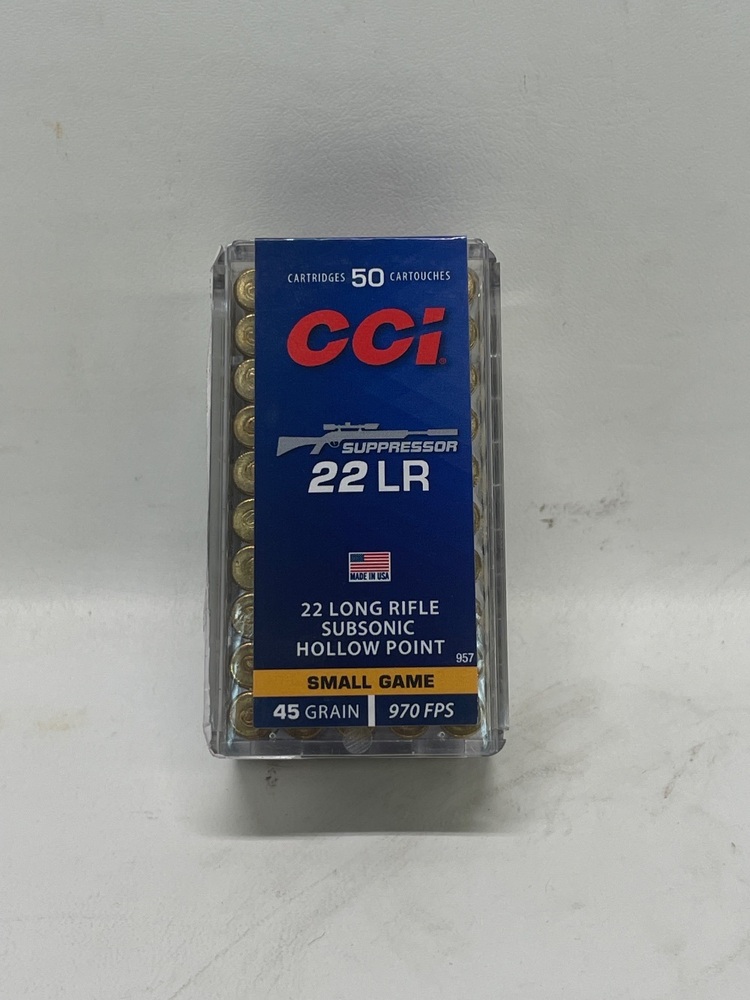 CARTRIDGES 50 CARTOUCHES
CCI
SUPPRESSOR
22 LR
MADE IN USA
22 LONG RIFLE
SUBSONIC
HOLLOW POINT
957
SMALL GAME
45 GRAIN | 970 FPS